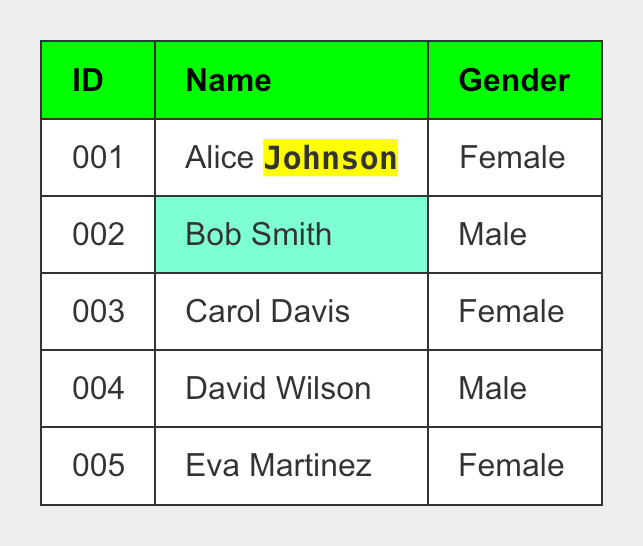 ID Name Gender
001 Alice Johnson Female
002 Bob Smith Male
003 Carol Davis Female
004 David Wilson Male
005 Eva Martinez Female